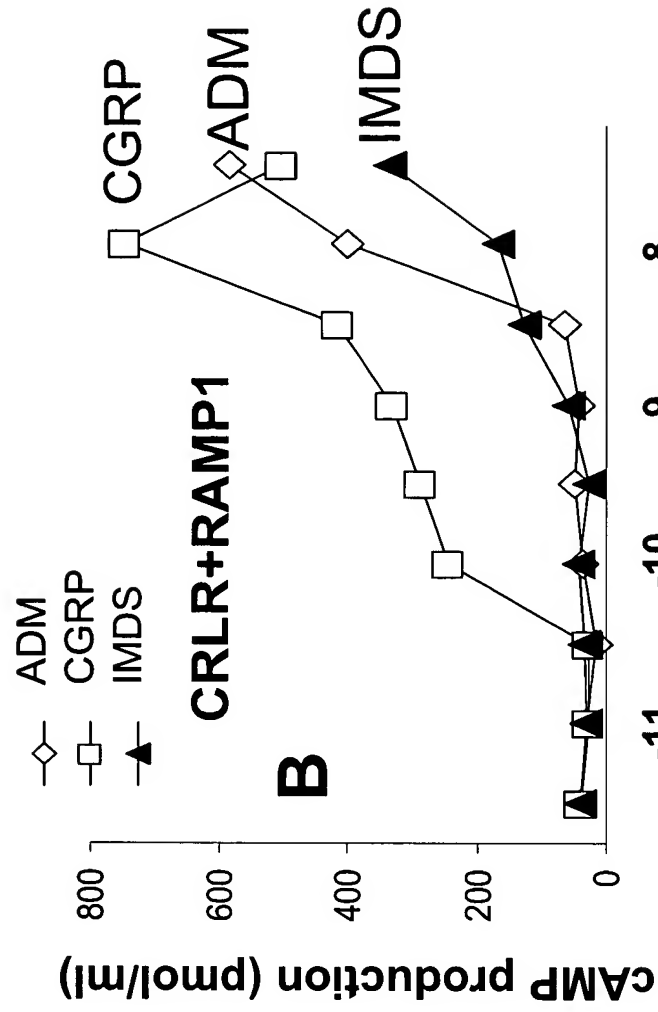 ADM
CGRP
IMDS
CGRP
ADM
IMDS
CRLR+RAMP1
B
800
600
400
200
0
cAMP production (pmol/ml)
-11
-10
-9
-8